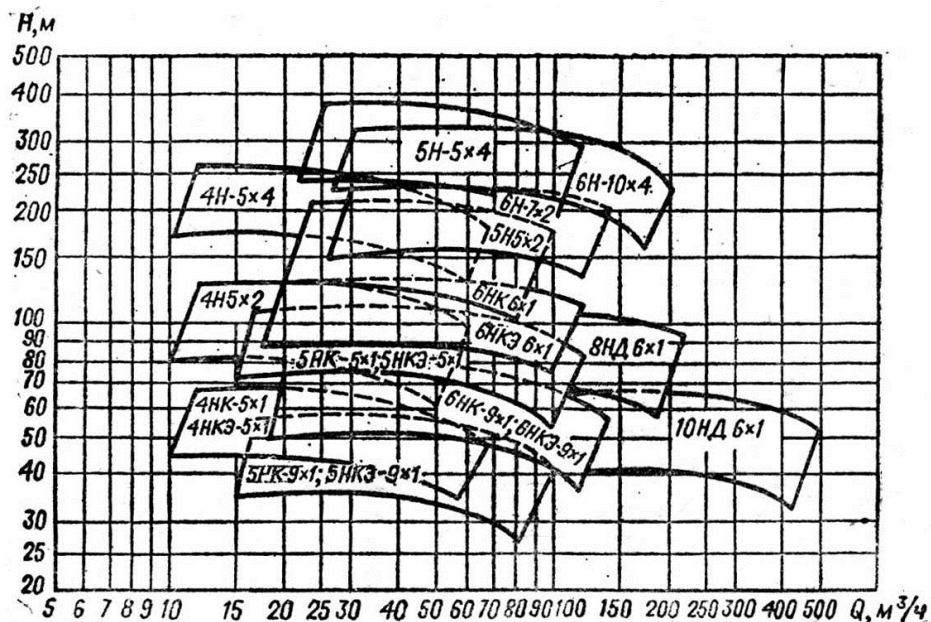 H,м
500
400
300
250
200
150
100
90
80
70
60
50
40
30
25
20
5Н-5×4
6Н-10×4
4Н-5×4
6Н-7×2
5Н5×2
4Н5×2
6НК 6×1
6НКЭ 6×1
8НД 6×1
5НК-5×1;5НКЭ-5×1
4НК-5×1
4НКЭ-5×1
6НК-9×1; 6НКЭ-9×1
10НД 6×1
5НК-9×1; 5НКЭ-9×1
5 6 7 8 9 10 15 20 25 30 40 50 60 70 80 90 100 150 200 250 300 400 500 Q, м³/ч